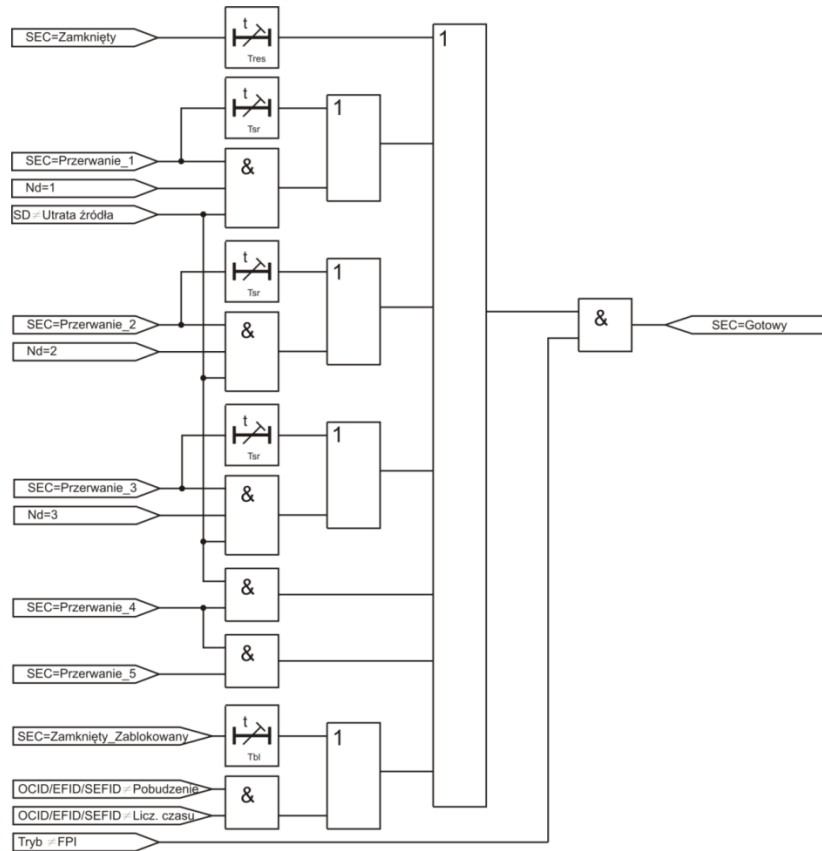 t
SEC=Zamknięty
1
Tres
t
1
Tsr
SEC=Przerwanie_1
&
Nd=1
SD≠Utrata źródła
t
1
Tsr
SEC=Przerwanie_2
&
&
SEC=Gotowy
Nd=2
t
1
Tsr
SEC=Przerwanie_3
&
Nd=3
&
SEC=Przerwanie_4
&
SEC=Przerwanie_5
t
1
SEC=Zamknięty_Zablokowany
Tbl
OCID/EFID/SEFID≠Pobudzenie
&
OCID/EFID/SEFID≠Licz. czasu
Tryb ≠FPI